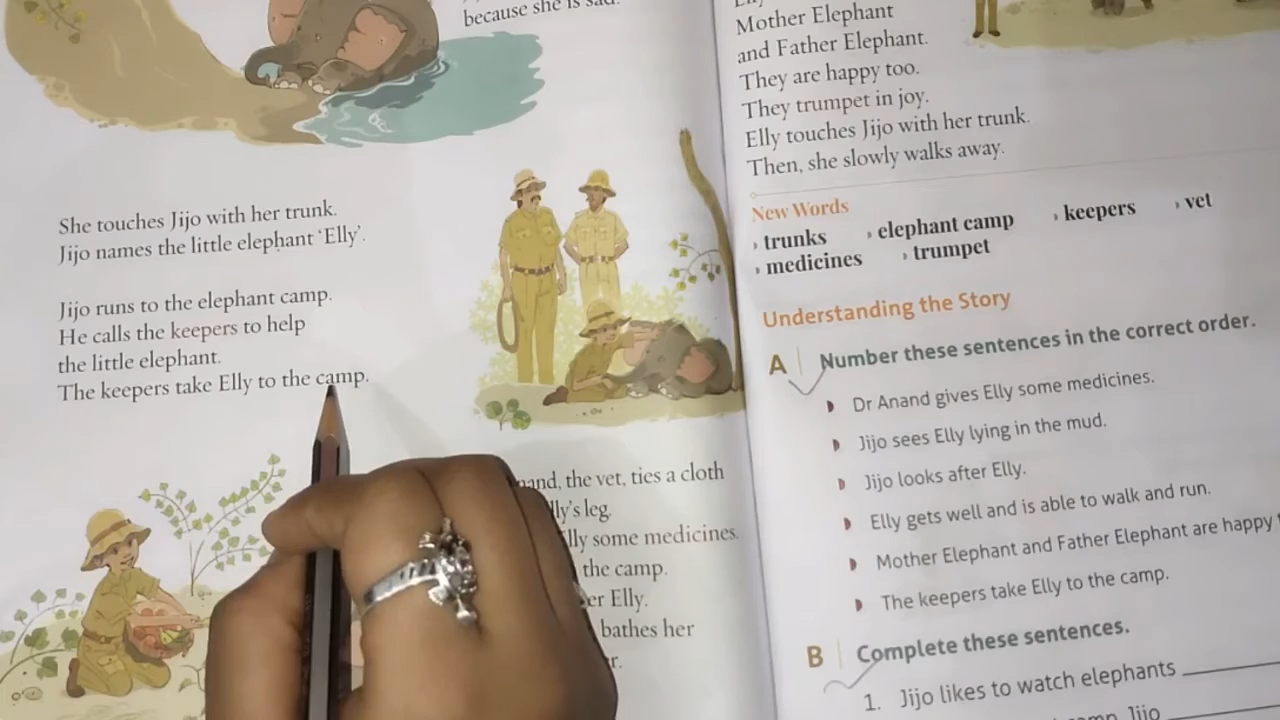 because she is sad.
She touches Jijo with her trunk.
Jijo names the little elephant ‘Elly’.
Jijo runs to the elephant camp.
He calls the keepers to help
the little elephant.
The keepers take Elly to the camp.
the vet, ties a cloth
leg.
some medicines.
the camp.
Elly.
bathes her
Mother Elephant
and Father Elephant.
They are happy too.
They trumpet in joy.
Elly touches Jijo with her trunk.
Then, she slowly walks away.
New Words
trunks elephant camp keepers vet
medicines trumpet
Understanding the Story
A Number these sentences in the correct order.
Dr Anand gives Elly some medicines.
Jijo sees Elly lying in the mud.
Jijo looks after Elly.
Elly gets well and is able to walk and run.
Mother Elephant and Father Elephant are happy
The keepers take Elly to the camp.
B Complete these sentences.
1. Jijo likes to watch elephants
Jijo